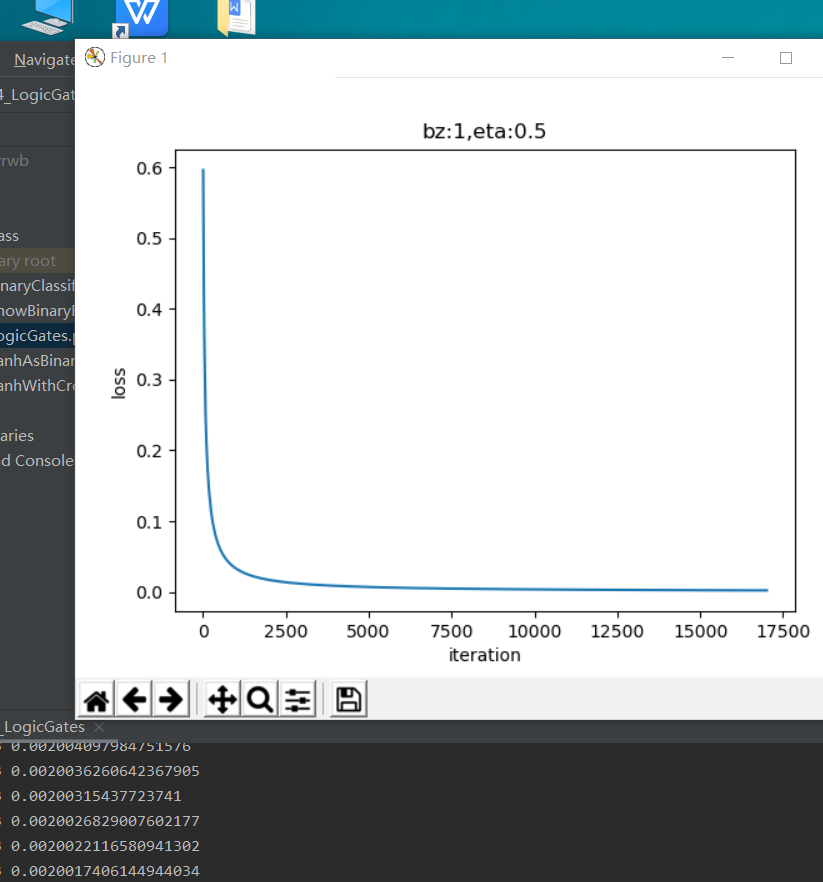 W
Navigate
Figure 1
4_LogicGat
bz:1,eta:0.5
rwb
ass
ary root
naryClassif
howBinaryF
ogicGates.p
anhAsBinar
anhWithCro
aries
d Console
0.6
0.5
0.4
0.3
0.2
0.1
0.0
loss
0
2500
5000
7500
10000
12500
15000
17500
iteration
_LogicGates ×
0.002004097984751576
0.0020036260642367905
0.00200315437723741
0.0020026829007602177
0.0020022116580941302
0.0020017406144944034